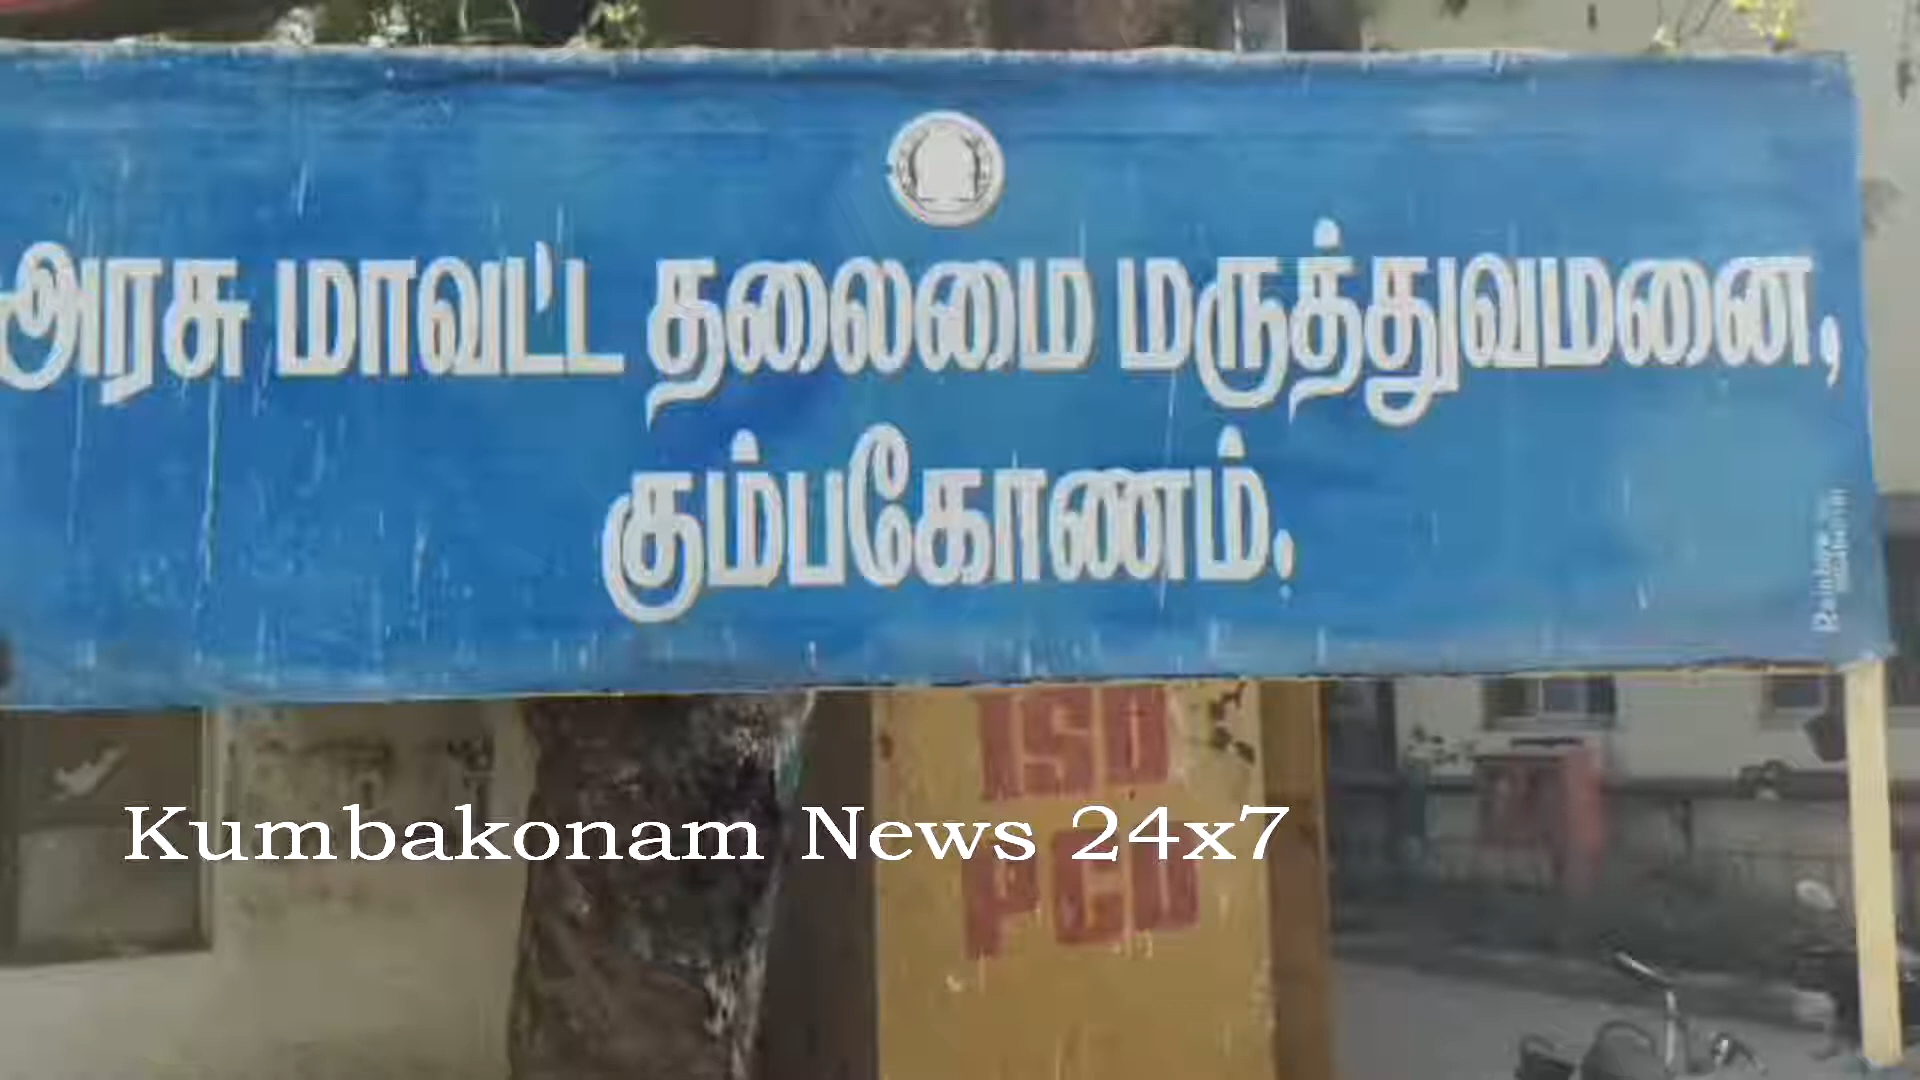 அரசு மாவட்ட தலைமை மருத்துவமனை,
கும்பகோணம்.
ISD
PCO
Kumbakonam News 24x7